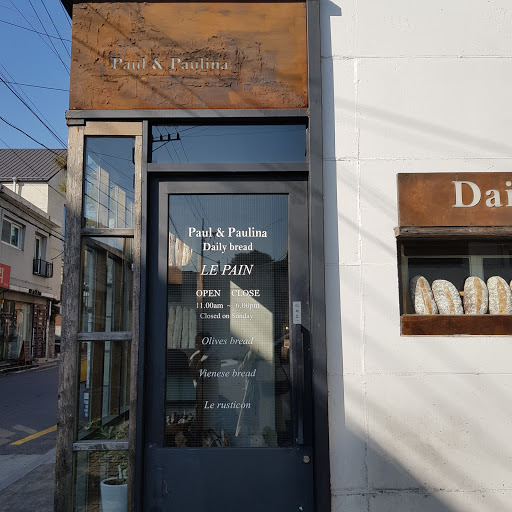 Paul & Paulina
Paul & Paulina
Daily bread
LE PAIN
OPEN CLOSE
11.00am ~ 6.00pm
Closed on Sunday
Olives bread
Vienese bread
Le rusticon
Dai